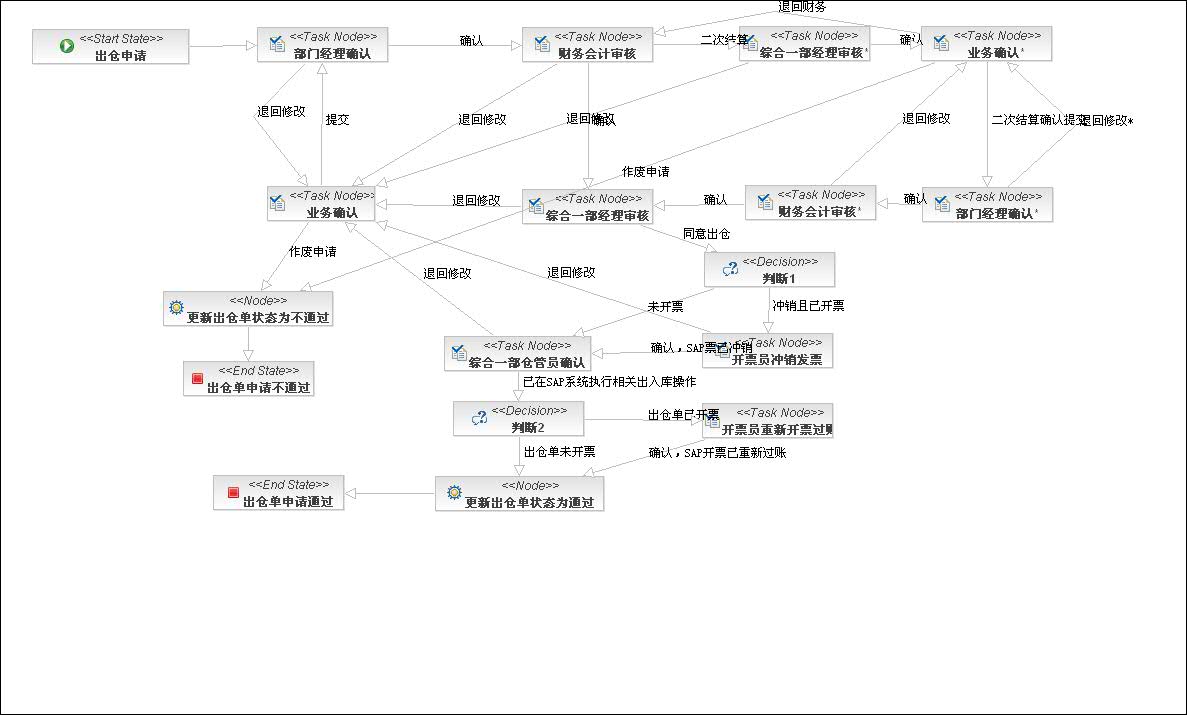 退回财务
<<Start State>>
出仓申请
<<Task Node>>
部门经理确认
确认
<<Task Node>>
财务会计审核
二次结算
<<Task Node>>
综合一部经理审核*
确认
<<Task Node>>
业务确认*
退回修改
提交
退回修改
退回修改
确认
退回修改
二次结算确认提交
退回修改*
作废申请
<<Task Node>>
业务确认
退回修改
<<Task Node>>
综合一部经理审核
确认
<<Task Node>>
财务会计审核*
确认
<<Task Node>>
部门经理确认*
同意出仓
作废申请
退回修改
退回修改
<<Decision>>
判断1
<<Node>>
更新出仓单状态为不通过
未开票
冲销且已开票
<<Task Node>>
综合一部仓管员确认
确认，SAP票已冲销
<<Task Node>>
开票员冲销发票
<<End State>>
出仓单申请不通过
已在SAP系统执行相关出入库操作
<<Decision>>
判断2
出仓单已开票
<<Task Node>>
开票员重新开票过账
出仓单未开票
确认，SAP开票已重新过账
<<End State>>
出仓单申请通过
<<Node>>
更新出仓单状态为通过